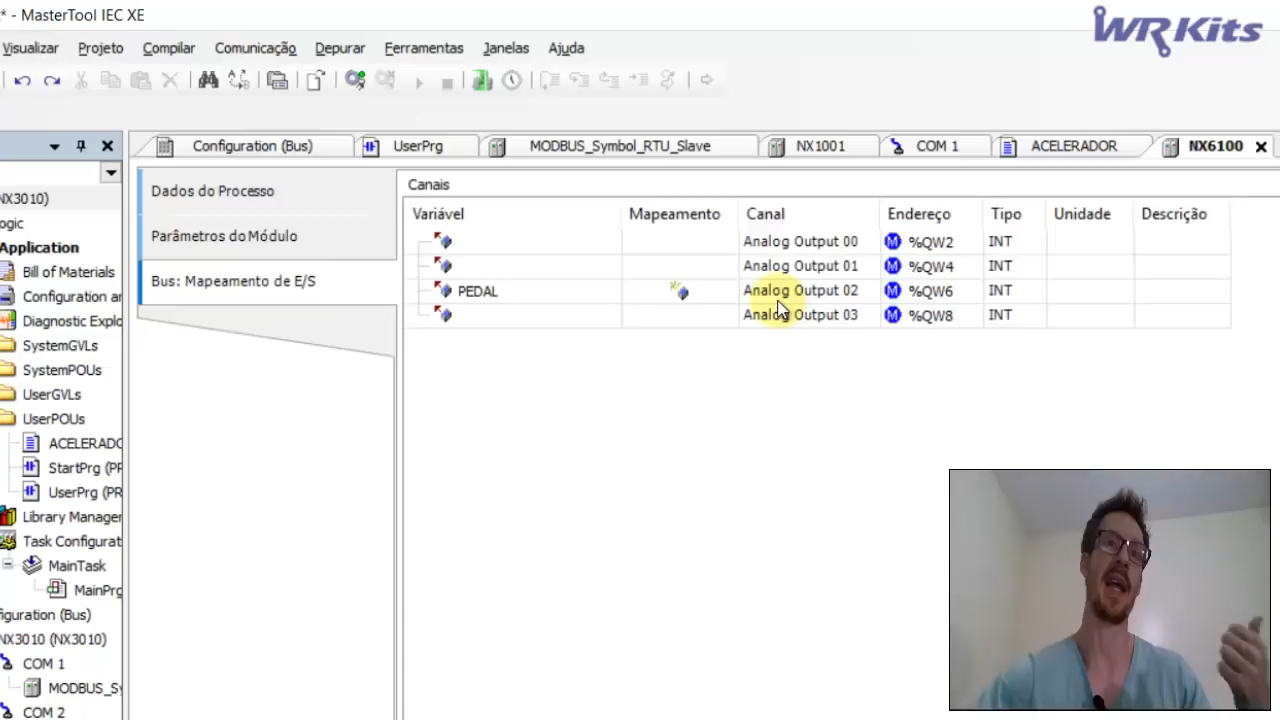 * - MasterTool IEC XE
WR Kits
Visualizar Projeto Compilar Comunicação Depurar Ferramentas Janelas Ajuda
Configuration (Bus) UserPrg MODBUS_Symbol_RTU_Slave NX1001 COM 1 ACELERADOR NX6100
NX3010)
ogic
Application
Bill of Materials
Configuration ar
Diagnostic Explo
SystemGVLs
SystemPOUs
UserGVLs
UserPOUs
ACELERADO
StartPrg (PR
UserPrg (PR
Library Manager
Task Configurat
MainTask
MainPrg
figuration (Bus)
NX3010 (NX3010)
COM 1
MODBUS_Sy
COM 2
Dados do Processo
Parâmetros do Módulo
Bus: Mapeamento de E/S
Canais
Variável Mapeamento Canal Endereço Tipo Unidade Descrição
Analog Output 00 %QW2 INT
Analog Output 01 %QW4 INT
PEDAL Analog Output 02 %QW6 INT
Analog Output 03 %QW8 INT